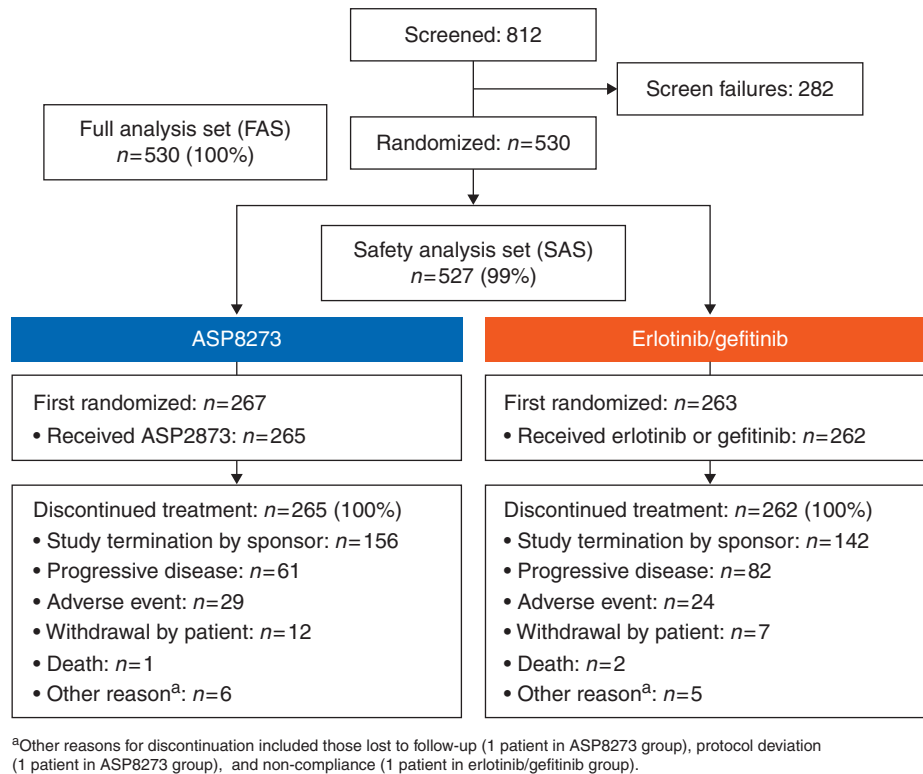 Screened: 812
Screen failures: 282
Full analysis set (FAS)
n=530 (100%)
Randomized: n=530
Safety analysis set (SAS)
n=527 (99%)
ASP8273
Erlotinib/gefitinib
First randomized: n=267
• Received ASP2873: n=265
First randomized: n=263
• Received erlotinib or gefitinib: n=262
Discontinued treatment: n=265 (100%)
• Study termination by sponsor: n=156
• Progressive disease: n=61
• Adverse event: n=29
• Withdrawal by patient: n=12
• Death: n=1
• Other reasonᵃ: n=6
Discontinued treatment: n=262 (100%)
• Study termination by sponsor: n=142
• Progressive disease: n=82
• Adverse event: n=24
• Withdrawal by patient: n=7
• Death: n=2
• Other reasonᵃ: n=5
ᵃOther reasons for discontinuation included those lost to follow-up (1 patient in ASP8273 group), protocol deviation
(1 patient in ASP8273 group), and non-compliance (1 patient in erlotinib/gefitinib group).